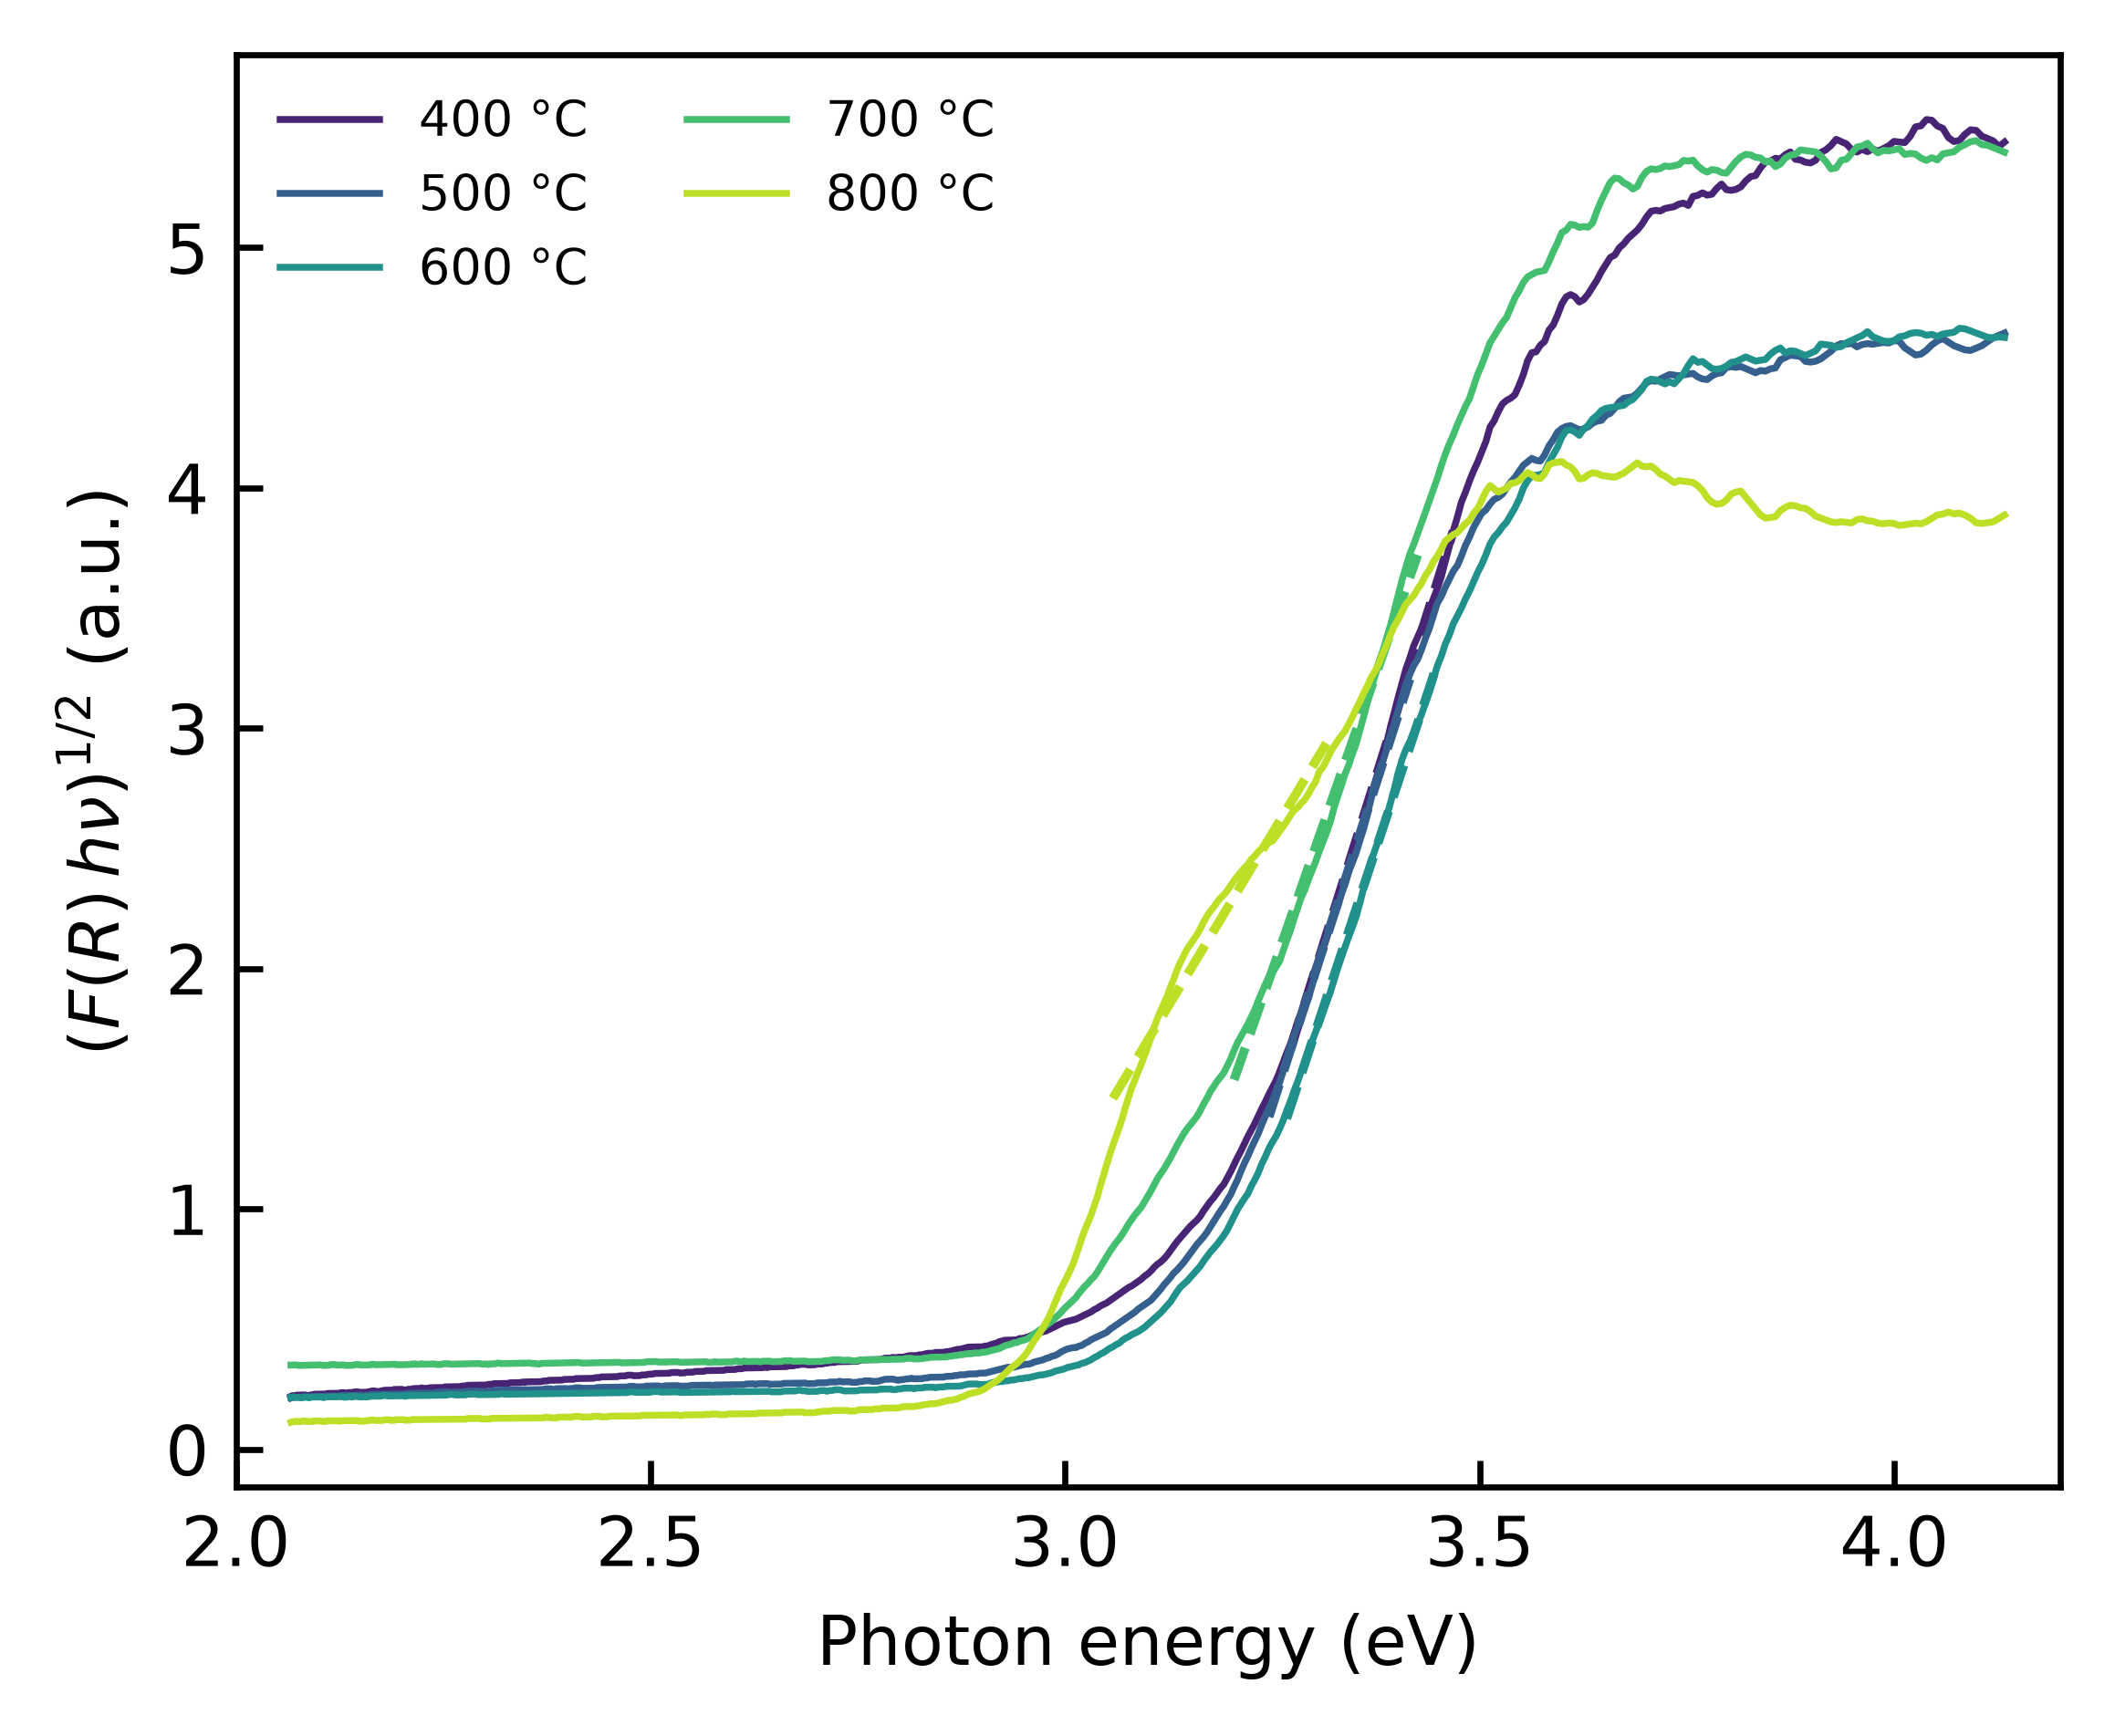 400 °C
500 °C
600 °C
700 °C
800 °C
(F(R) hν))^1/2 (a.u.)
5
4
3
2
1
0
2.0 2.5 3.0 3.5 4.0
Photon energy (eV)